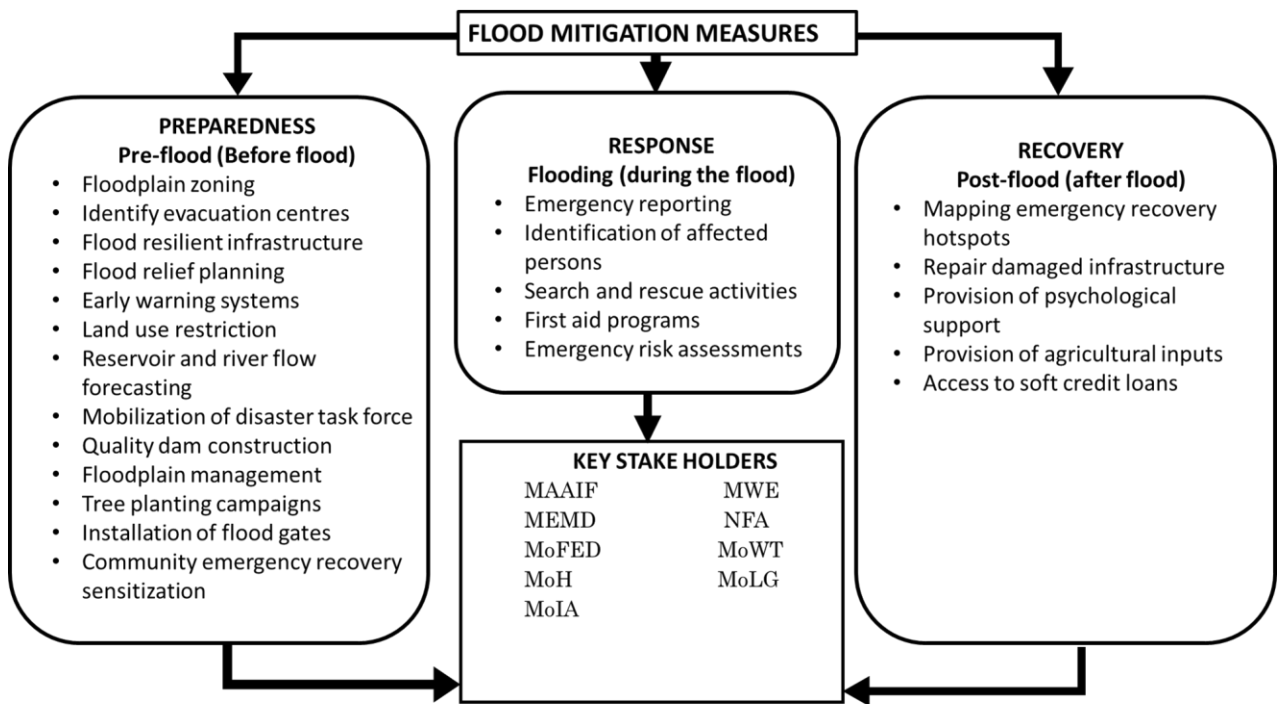 FLOOD MITIGATION MEASURES
PREPAREDNESS
Pre-flood (Before flood)
• Floodplain zoning
• Identify evacuation centres
• Flood resilient infrastructure
• Flood relief planning
• Early warning systems
• Land use restriction
• Reservoir and river flow
forecasting
• Mobilization of disaster task force
• Quality dam construction
• Floodplain management
• Tree planting campaigns
• Installation of flood gates
• Community emergency recovery
sensitization
RESPONSE
Flooding (during the flood)
• Emergency reporting
• Identification of affected
persons
• Search and rescue activities
• First aid programs
• Emergency risk assessments
RECOVERY
Post-flood (after flood)
• Mapping emergency recovery
hotspots
• Repair damaged infrastructure
• Provision of psychological
support
• Provision of agricultural inputs
• Access to soft credit loans
KEY STAKE HOLDERS
MAAIF MWE
MEMD NFA
MoFED MoWT
MoH MoLG
MoIA